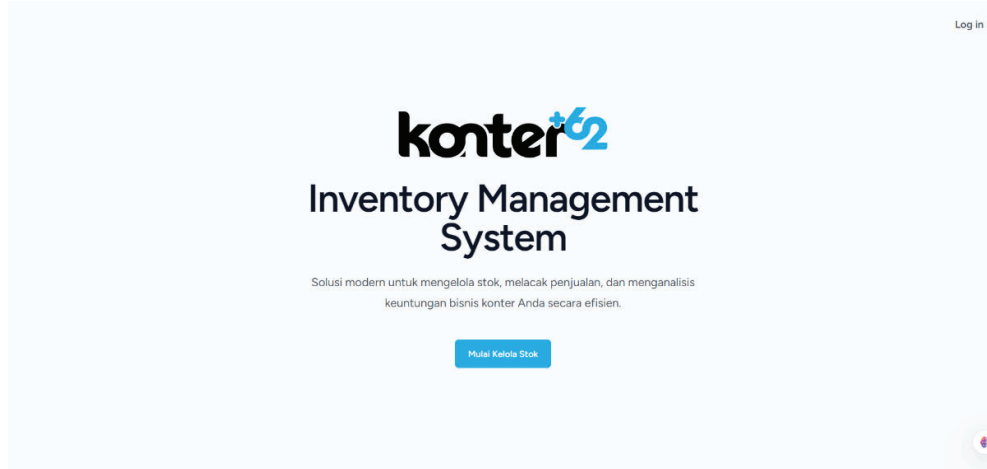 Log in
konter+62
Inventory Management
System
Solusi modern untuk mengelola stok, melacak penjualan, dan menganalisis
keuntungan bisnis konter Anda secara efisien.
Mulai Kelola Stok